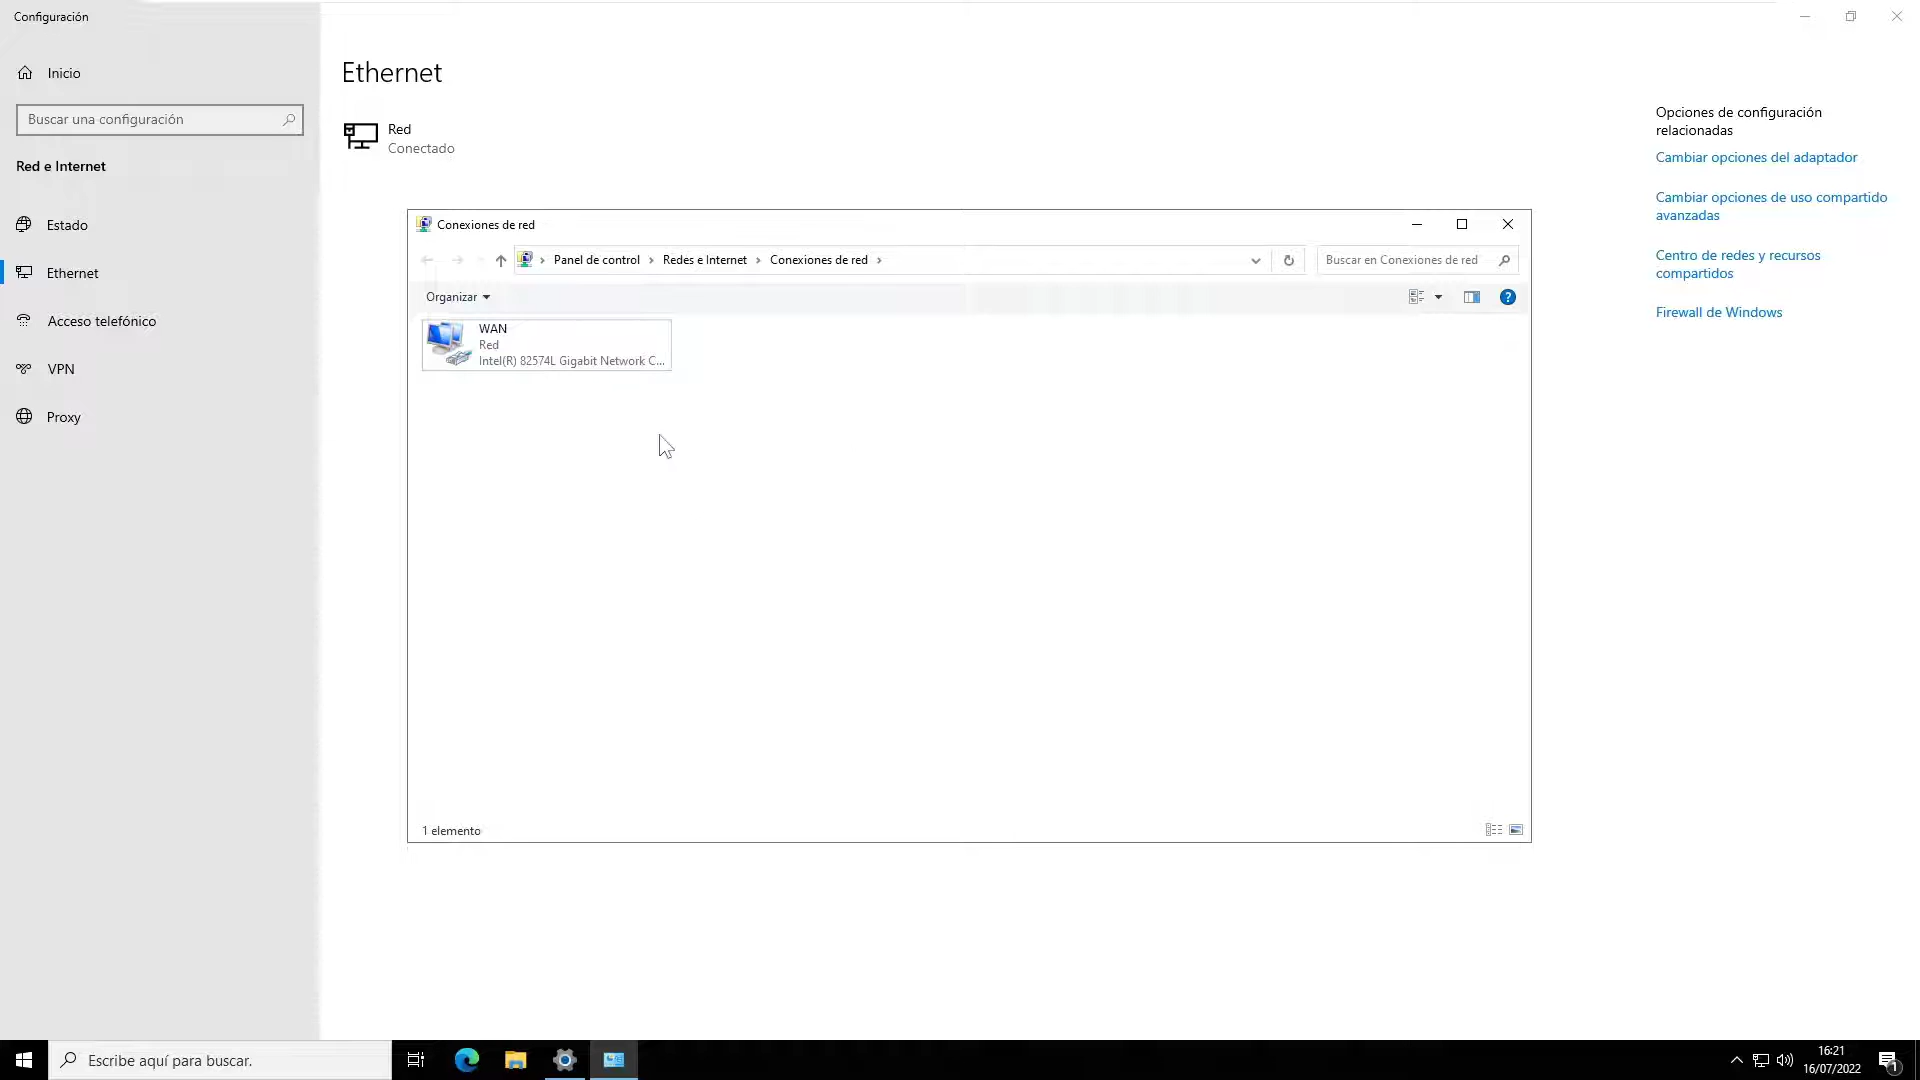 Configuración
Inicio
Buscar una configuración
Red e Internet
Estado
Ethernet
Acceso telefónico
VPN
Proxy
Ethernet
Red
Conectado
Opciones de configuración
relacionadas
Cambiar opciones del adaptador
Cambiar opciones de uso compartido
avanzadas
Centro de redes y recursos
compartidos
Firewall de Windows
Conexiones de red
Panel de control
Redes e Internet
Conexiones de red
Buscar en Conexiones de red
Organizar
?
WAN
Red
Intel(R) 82574L Gigabit Network C...
1 elemento
Escribe aquí para buscar.
16:21
16/07/2022
1